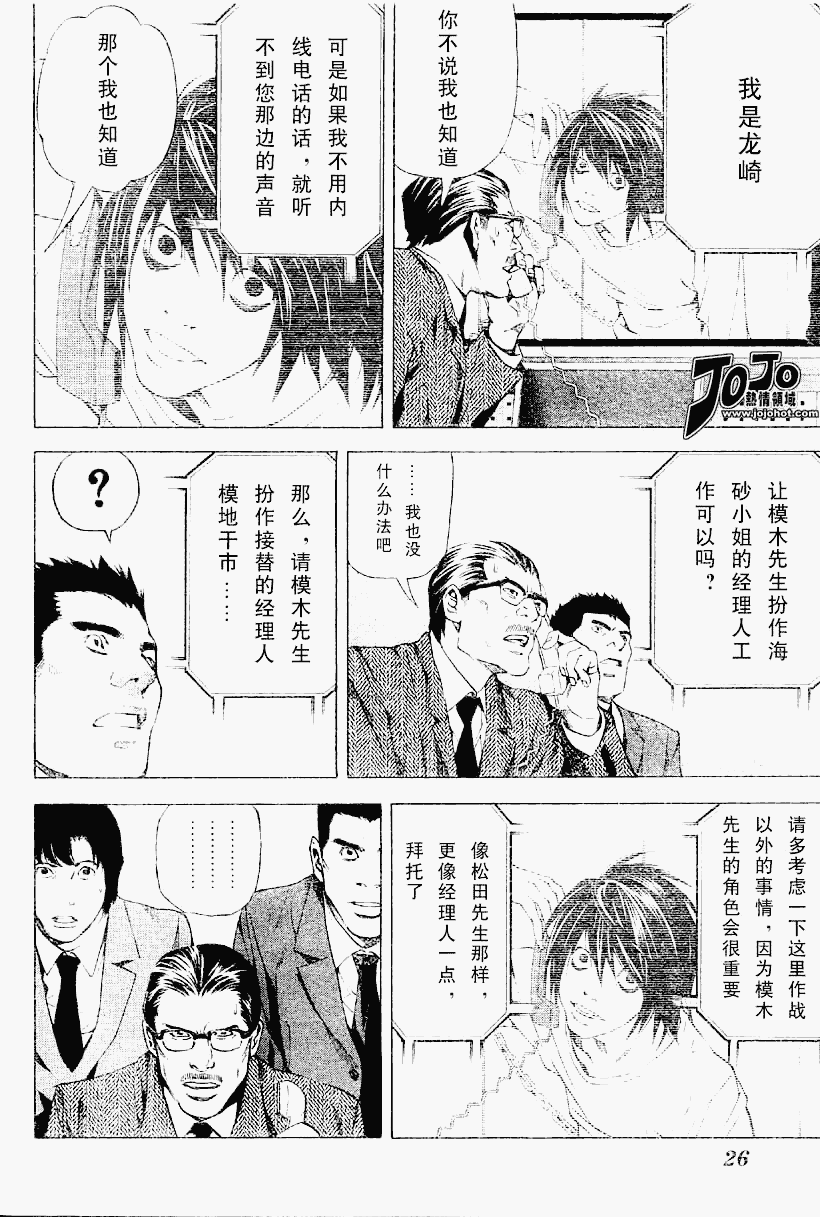 我是龙崎
你不说我也知道
可是如果我不用内
线电话的话，就听
不到您那边的声音
那个我也知道
JOJO
熱情領域.
www.jojohot.com
让模木先生扮作海
砂小姐的经理人工
作可以吗？
……我也没
什么办法吧
那么，请模木先生
扮作接替的经理人
模地干市……
？
请多考虑一下这里作战
以外的事情，因为模木
先生的角色会很重要
像松田先生那样，
更像经理人一点，
拜托了
………………
………………
26